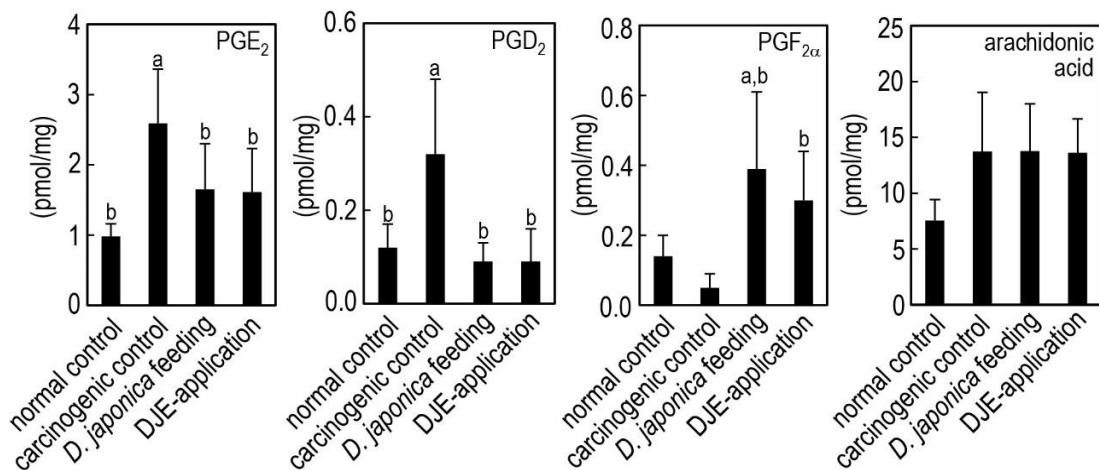 PGE2
4
3
2
1
0
(pmol/mg)
b
a
b
b
normal control
carcinogenic control
D. japonica feeding
DJE-application
PGD2
0.6
0.4
0.2
0.0
(pmol/mg)
b
a
b
b
normal control
carcinogenic control
D. japonica feeding
DJE-application
PGF2α
0.8
0.6
0.4
0.2
0.0
(pmol/mg)
a,b
b
normal control
carcinogenic control
D. japonica feeding
DJE-application
arachidonic
acid
25
20
15
10
5
0
(pmol/mg)
normal control
carcinogenic control
D. japonica feeding
DJE-application